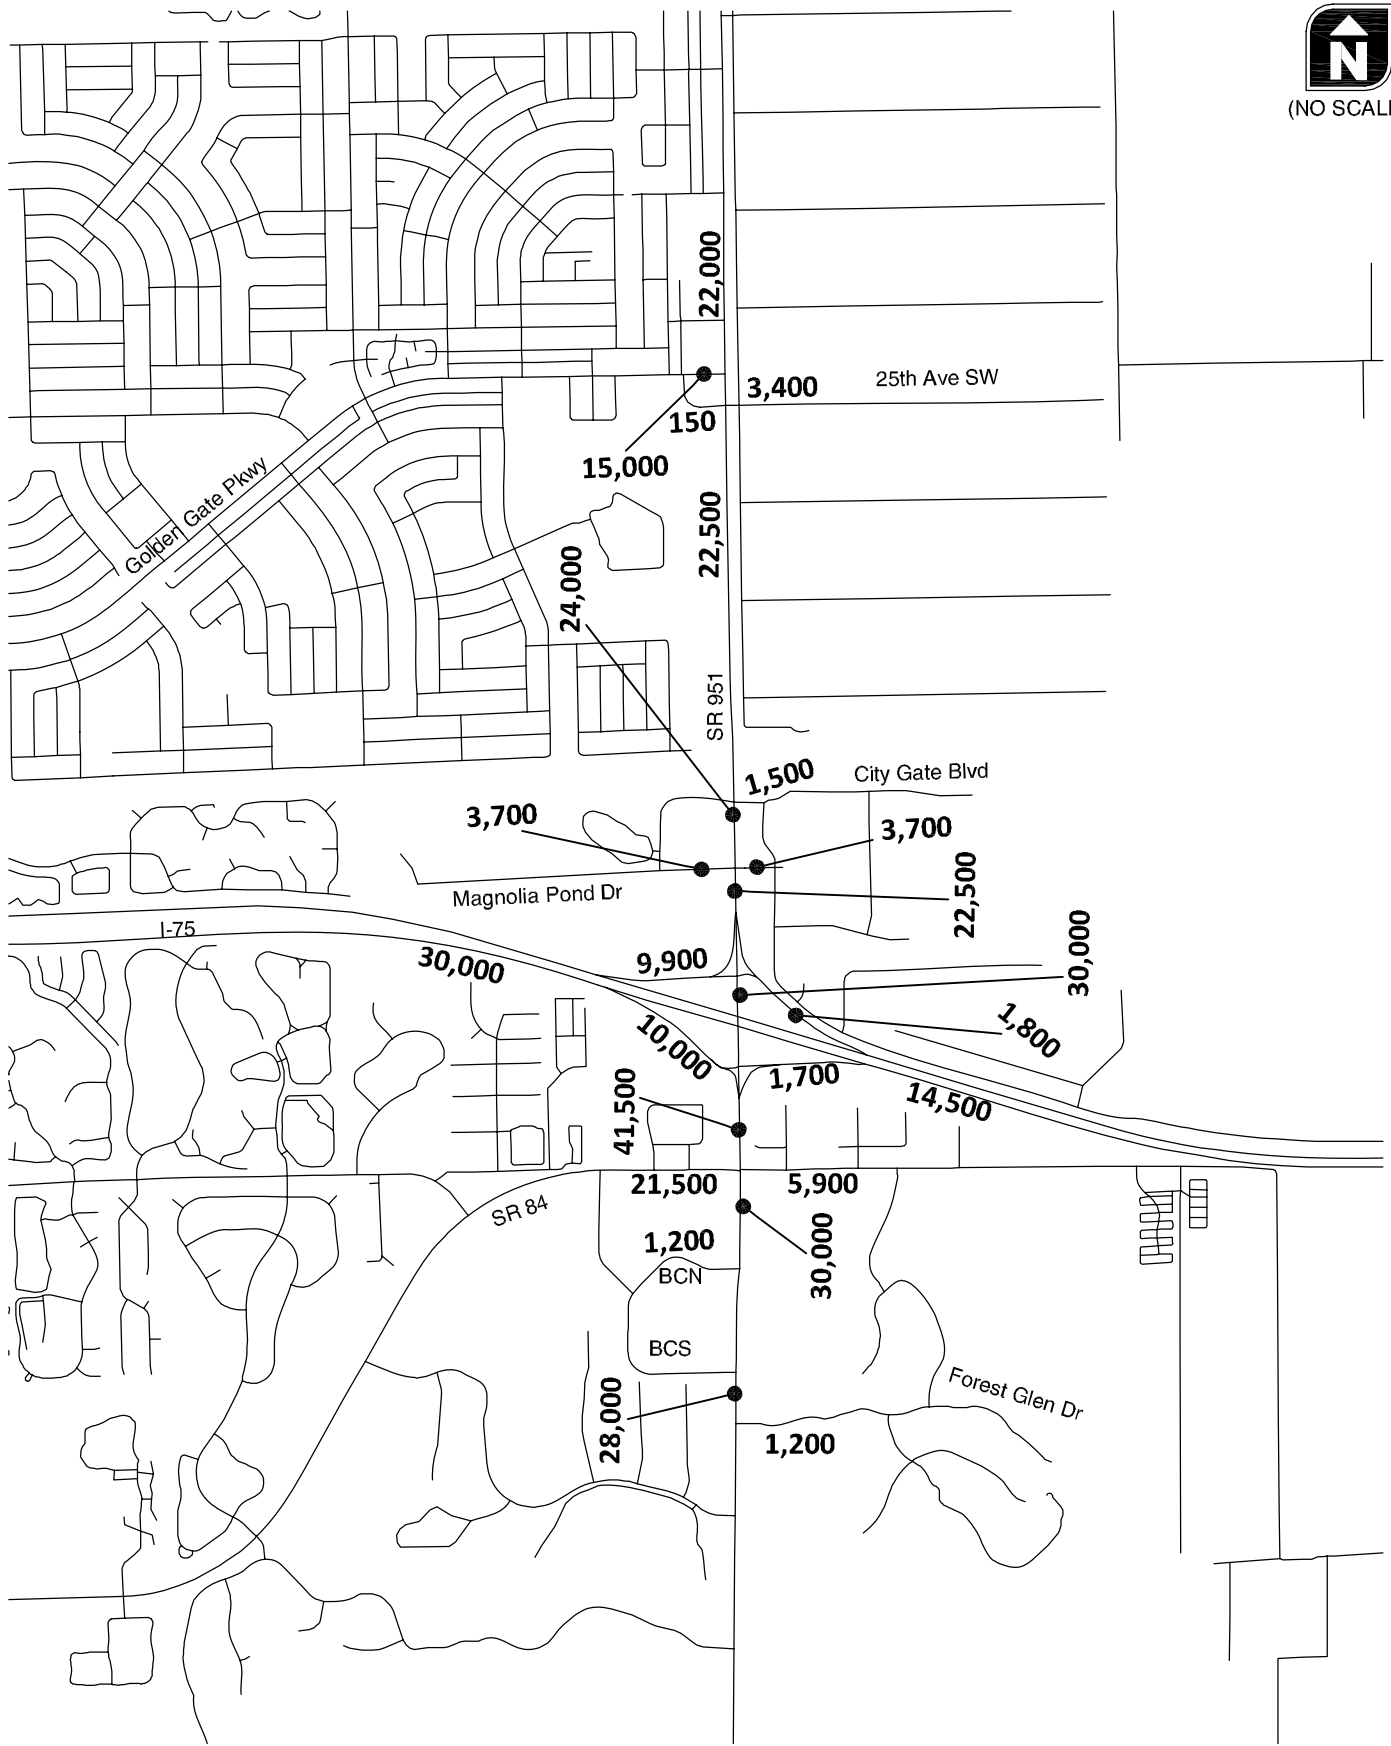 N
(NO SCAL
22,000
25th Ave SW
3,400
150
15,000
Golden Gate Pkwy
22,500
24,000
SR 951
1,500
City Gate Blvd
3,700
3,700
Magnolia Pond Dr
22,500
I-75
30,000
9,900
30,000
10,000
1,800
1,700
14,500
41,500
21,500
5,900
SR 84
30,000
1,200
BCN
BCS
28,000
Forest Glen Dr
1,200